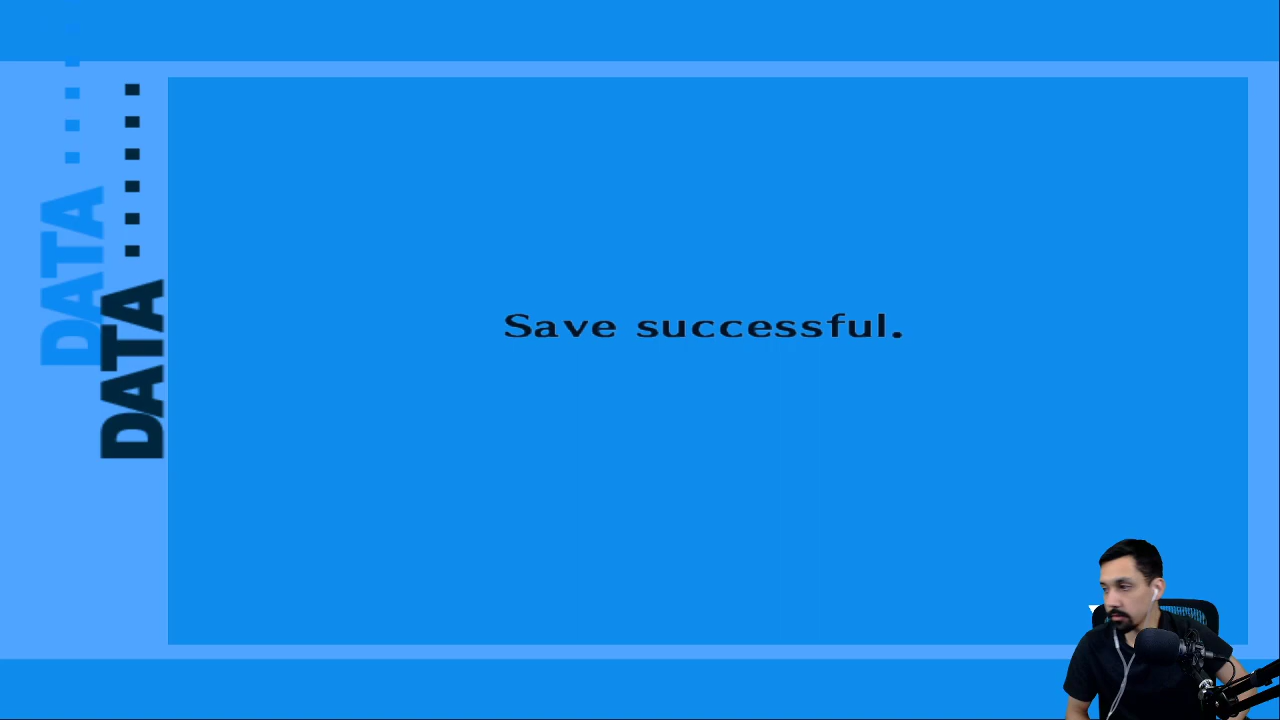 DATA ......
DATA ....
Save successful.